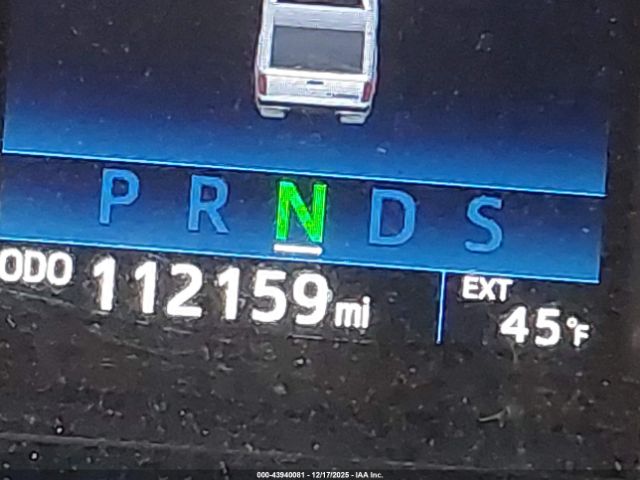 P R N D S
ODO 112159 mi
EXT
45°F
000-43940081 - 12/17/2025 - IAA Inc.